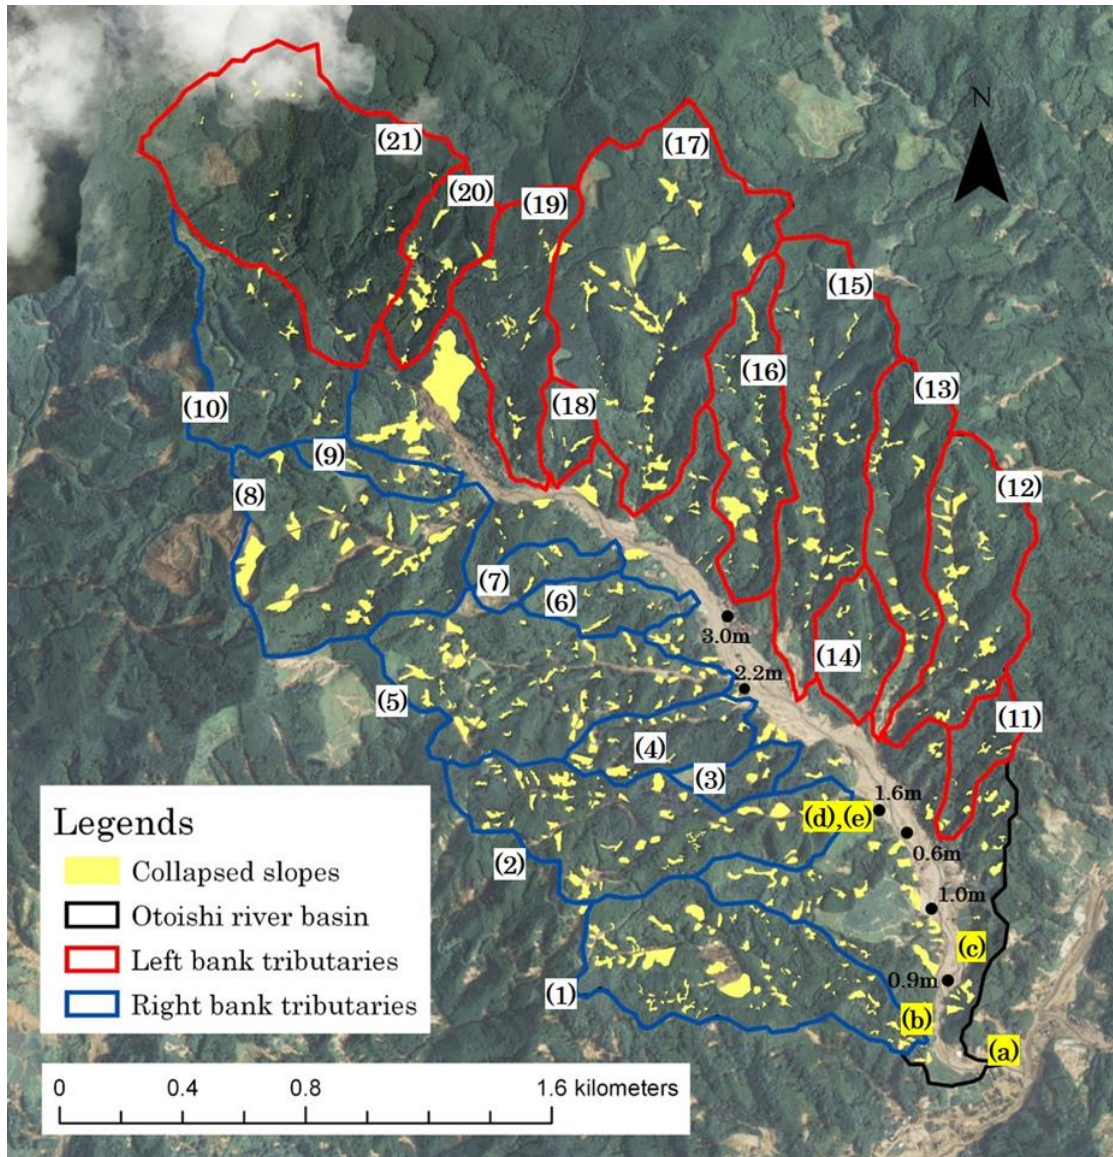 N
(17)
(21)
(20)
(19)
(15)
(16)
(13)
(18)
(10)
(9)
(8)
(12)
(7)
(6)
3.0m
(14)
2.2m
(5)
(11)
(4)
(3)
1.6m
(d),(e)
0.6m
(2)
1.0m
(c)
0.9m
(1)
(b)
(a)
Legends
Collapsed slopes
Otoishi river basin
Left bank tributaries
Right bank tributaries
0 0.4 0.8 1.6 kilometers